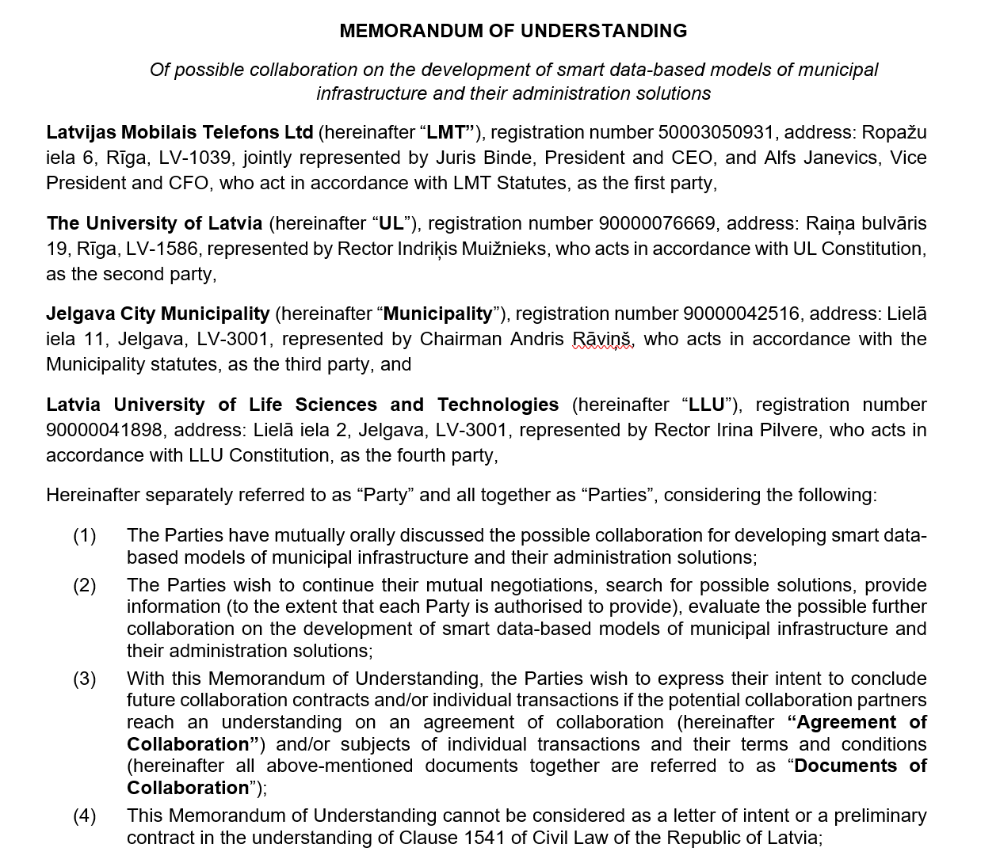 MEMORANDUM OF UNDERSTANDING
Of possible collaboration on the development of smart data-based models of municipal
infrastructure and their administration solutions
Latvijas Mobilais Telefons Ltd (hereinafter “LMT”), registration number 50003050931, address: Ropažu
iela 6, Rīga, LV-1039, jointly represented by Juris Binde, President and CEO, and Alfs Janevics, Vice
President and CFO, who act in accordance with LMT Statutes, as the first party,
The University of Latvia (hereinafter “UL”), registration number 90000076669, address: Raiņa bulvāris
19, Rīga, LV-1586, represented by Rector Indriķis Muižnieks, who acts in accordance with UL Constitution,
as the second party,
Jelgava City Municipality (hereinafter “Municipality”), registration number 90000042516, address: Lielā
iela 11, Jelgava, LV-3001, represented by Chairman Andris Rāviņš, who acts in accordance with the
Municipality statutes, as the third party, and
Latvia University of Life Sciences and Technologies (hereinafter “LLU”), registration number
90000041898, address: Lielā iela 2, Jelgava, LV-3001, represented by Rector Irina Pilvere, who acts in
accordance with LLU Constitution, as the fourth party,
Hereinafter separately referred to as “Party” and all together as “Parties”, considering the following:
(1) The Parties have mutually orally discussed the possible collaboration for developing smart data-
based models of municipal infrastructure and their administration solutions;
(2) The Parties wish to continue their mutual negotiations, search for possible solutions, provide
information (to the extent that each Party is authorised to provide), evaluate the possible further
collaboration on the development of smart data-based models of municipal infrastructure and
their administration solutions;
(3) With this Memorandum of Understanding, the Parties wish to express their intent to conclude
future collaboration contracts and/or individual transactions if the potential collaboration partners
reach an understanding on an agreement of collaboration (hereinafter “Agreement of
Collaboration”) and/or subjects of individual transactions and their terms and conditions
(hereinafter all above-mentioned documents together are referred to as “Documents of
Collaboration”);
(4) This Memorandum of Understanding cannot be considered as a letter of intent or a preliminary
contract in the understanding of Clause 1541 of Civil Law of the Republic of Latvia;